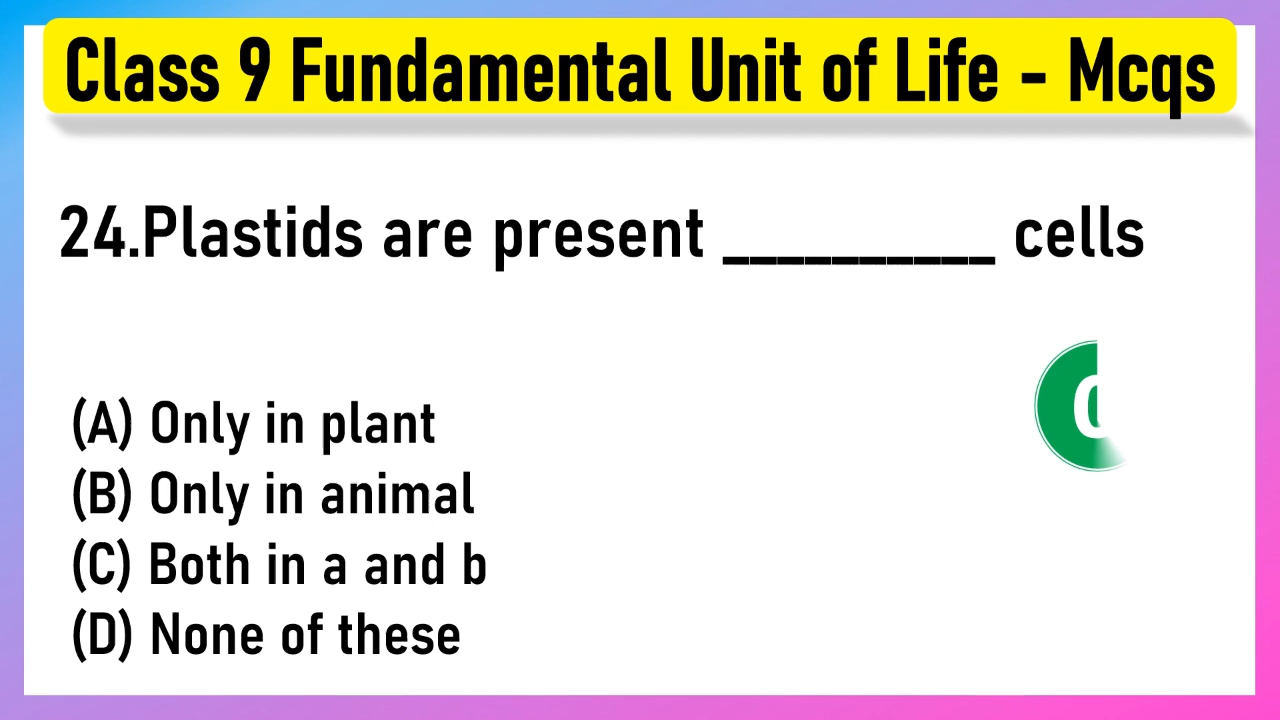 Class 9 Fundamental Unit of Life - Mcqs
24.Plastids are present __________ cells
(A) Only in plant
(B) Only in animal
(C) Both in a and b
(D) None of these